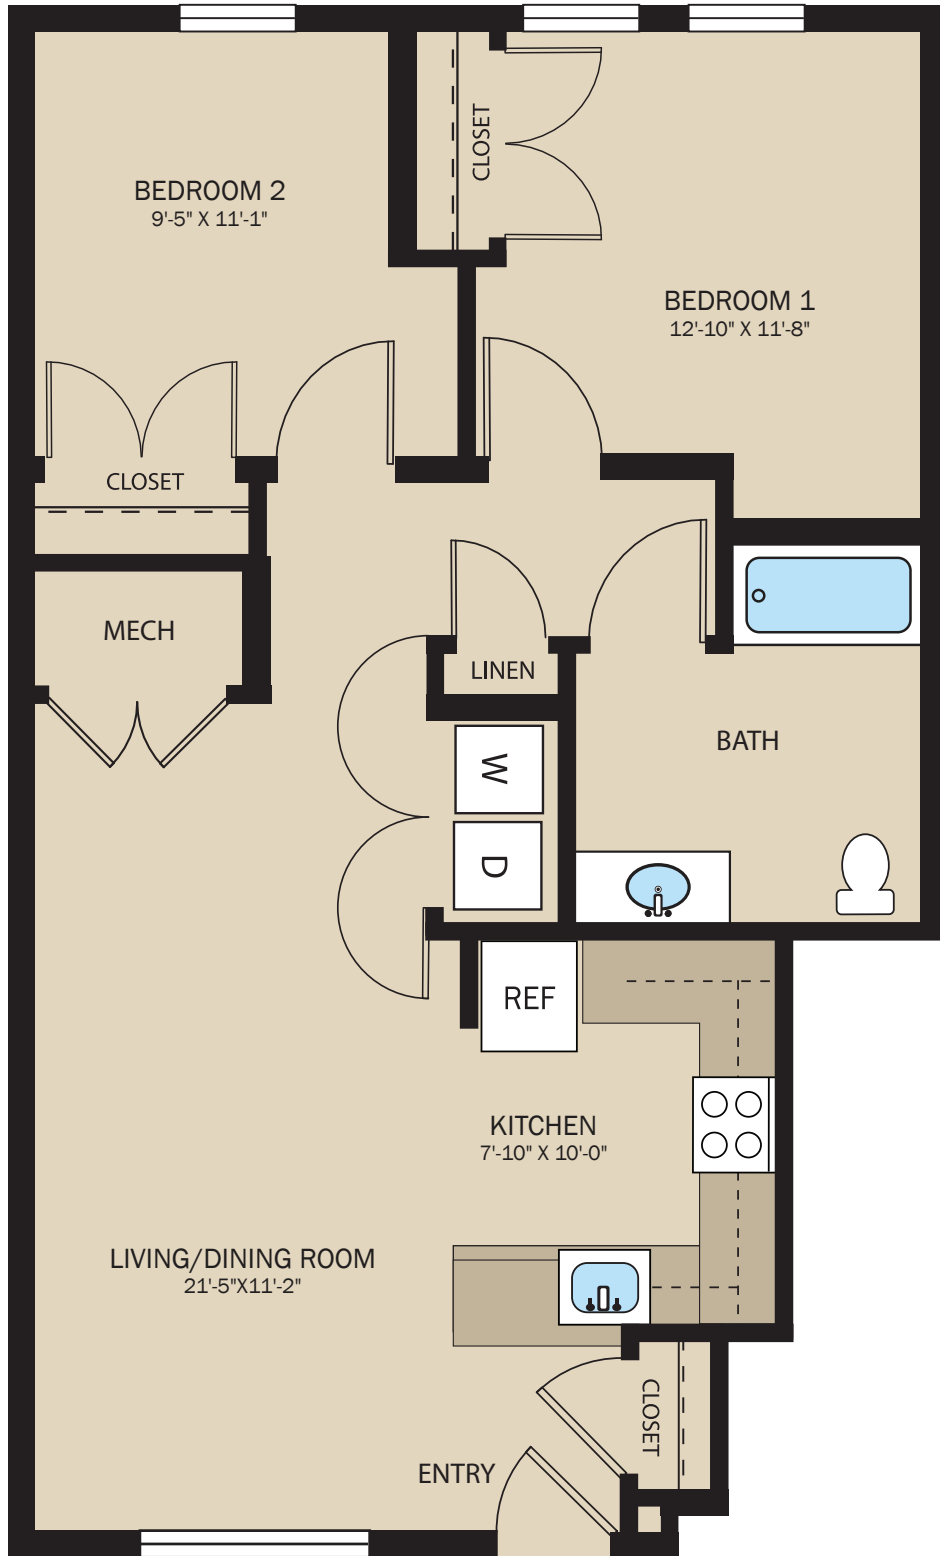 CLOSET
BEDROOM 2
9'-5" X 11'-1"
BEDROOM 1
12'-10" X 11'-8"
CLOSET
MECH
LINEN
BATH
W
D
REF
KITCHEN
7'-10" X 10'-0"
LIVING/DINING ROOM
21'-5"X11'-2"
CLOSET
ENTRY